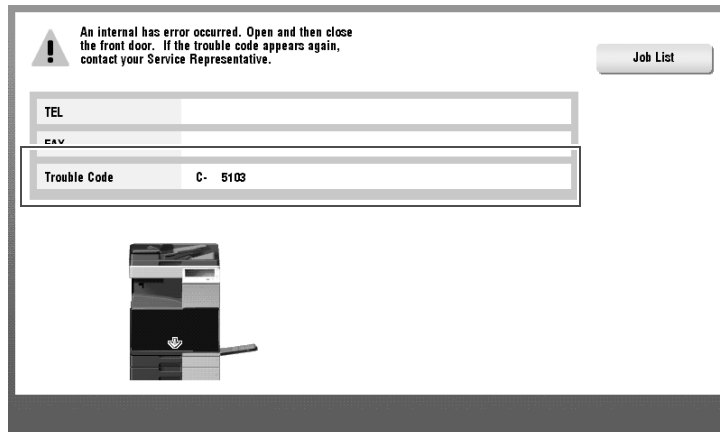 An internal has error occurred. Open and then close
the front door. If the trouble code appears again,
contact your Service Representative.
Job List
TEL
FAX
Trouble Code C- 5103